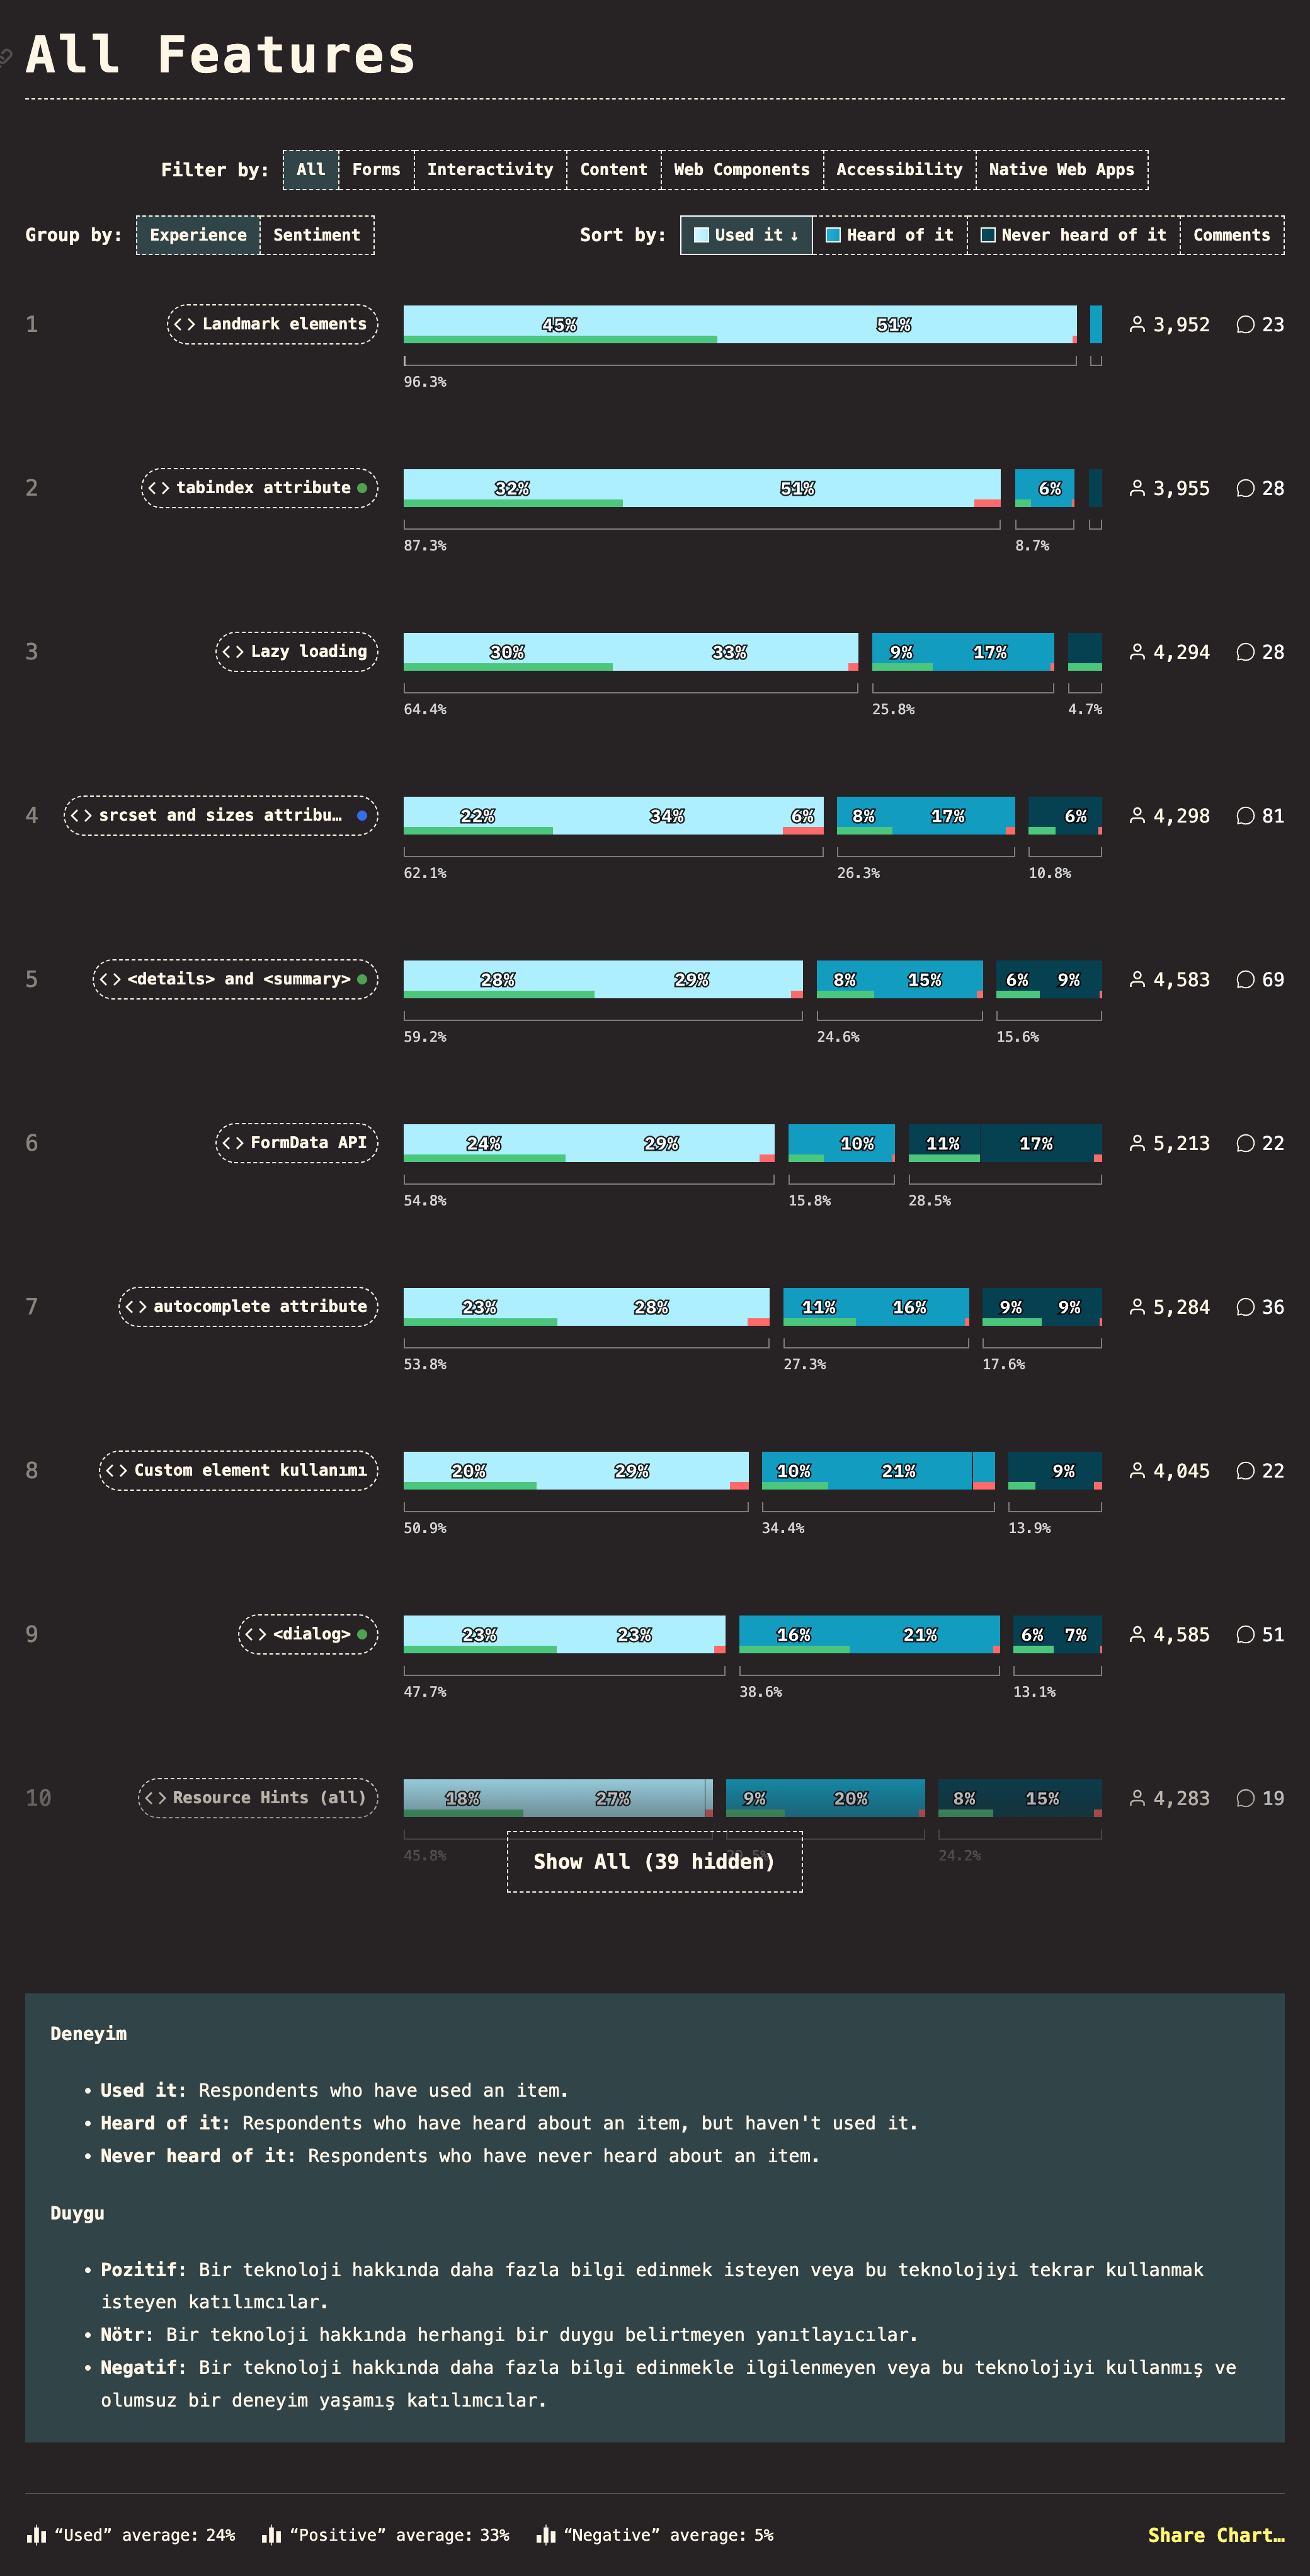 All Features
Filter by: All Forms Interactivity Content Web Components Accessibility Native Web Apps
Group by: Experience Sentiment Sort by: Used it ↓ Heard of it Never heard of it Comments
1 <> Landmark elements 45% 51% 3,952 23
96.3%
2 <> tabindex attribute 32% 51% 6% 3,955 28
87.3% 8.7%
3 <> Lazy loading 30% 33% 9% 17% 4,294 28
64.4% 25.8% 4.7%
4 <> srcset and sizes attribu… 22% 34% 6% 8% 17% 6% 4,298 81
62.1% 26.3% 10.8%
5 <> <details> and <summary> 28% 29% 8% 15% 6% 9% 4,583 69
59.2% 24.6% 15.6%
6 <> FormData API 24% 29% 10% 11% 17% 5,213 22
54.8% 15.8% 28.5%
7 <> autocomplete attribute 23% 28% 11% 16% 9% 9% 5,284 36
53.8% 27.3% 17.6%
8 <> Custom element kullanımı 20% 29% 10% 21% 9% 4,045 22
50.9% 34.4% 13.9%
9 <> <dialog> 23% 23% 16% 21% 6% 7% 4,585 51
47.7% 38.6% 13.1%
10 <> Resource Hints (all) 18% 27% 9% 20% 8% 15% 4,283 19
45.8% 24.2%
Show All (39 hidden)
Deneyim
• Used it: Respondents who have used an item.
• Heard of it: Respondents who have heard about an item, but haven't used it.
• Never heard of it: Respondents who have never heard about an item.
Duygu
• Pozitif: Bir teknoloji hakkında daha fazla bilgi edinmek isteyen veya bu teknolojiyi tekrar kullanmak
isteyen katılımcılar.
• Nötr: Bir teknoloji hakkında herhangi bir duygu belirtmeyen yanıtlayıcılar.
• Negatif: Bir teknoloji hakkında daha fazla bilgi edinmekle ilgilenmeyen veya bu teknolojiyi kullanmış ve
olumsuz bir deneyim yaşamış katılımcılar.
“Used” average: 24% “Positive” average: 33% “Negative” average: 5% Share Chart…